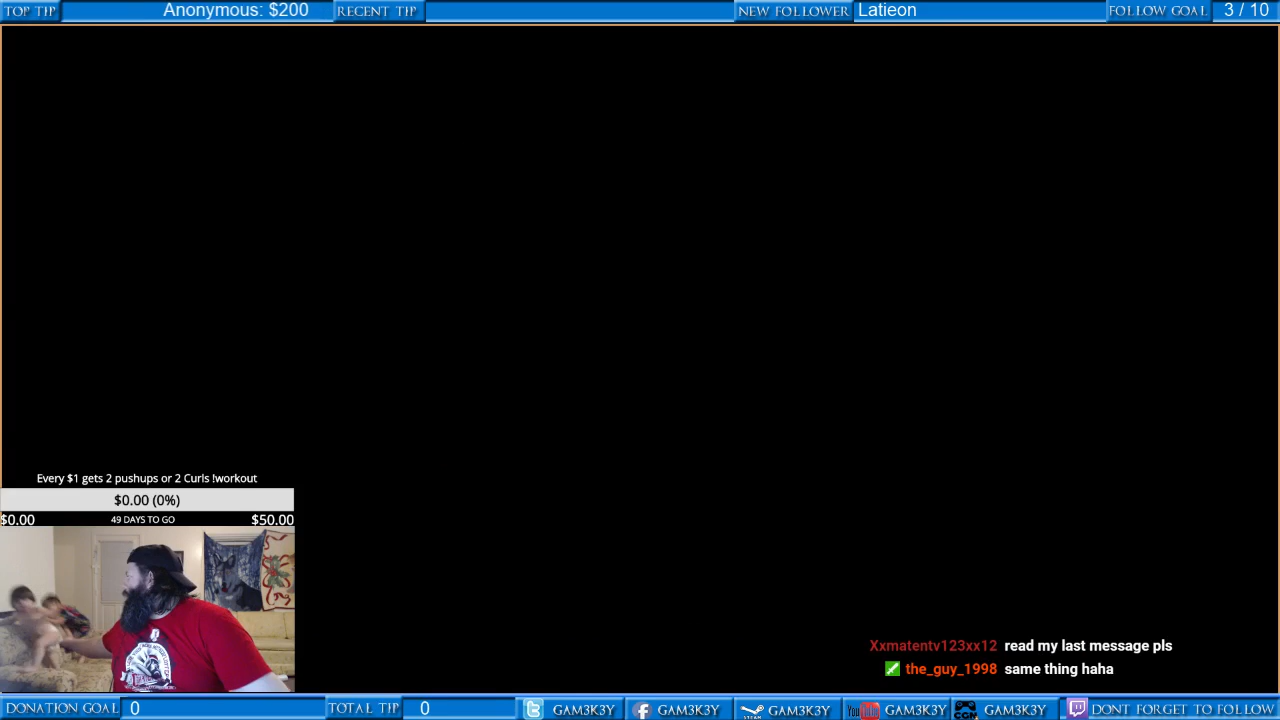 TOP TIP Anonymous: $200 RECENT TIP NEW FOLLOWER Latieon FOLLOW GOAL 3 / 10
Every $1 gets 2 pushups or 2 Curls !workout
$0.00 (0%)
$0.00 49 DAYS TO GO $50.00
Xxmatentv123xx12 read my last message pls
the_guy_1998 same thing haha
DONATION GOAL 0 TOTAL TIP 0 GAM3K3Y GAM3K3Y STEAM GAM3K3Y YouTube GAM3K3Y GAM3K3Y DONT FORGET TO FOLLOW